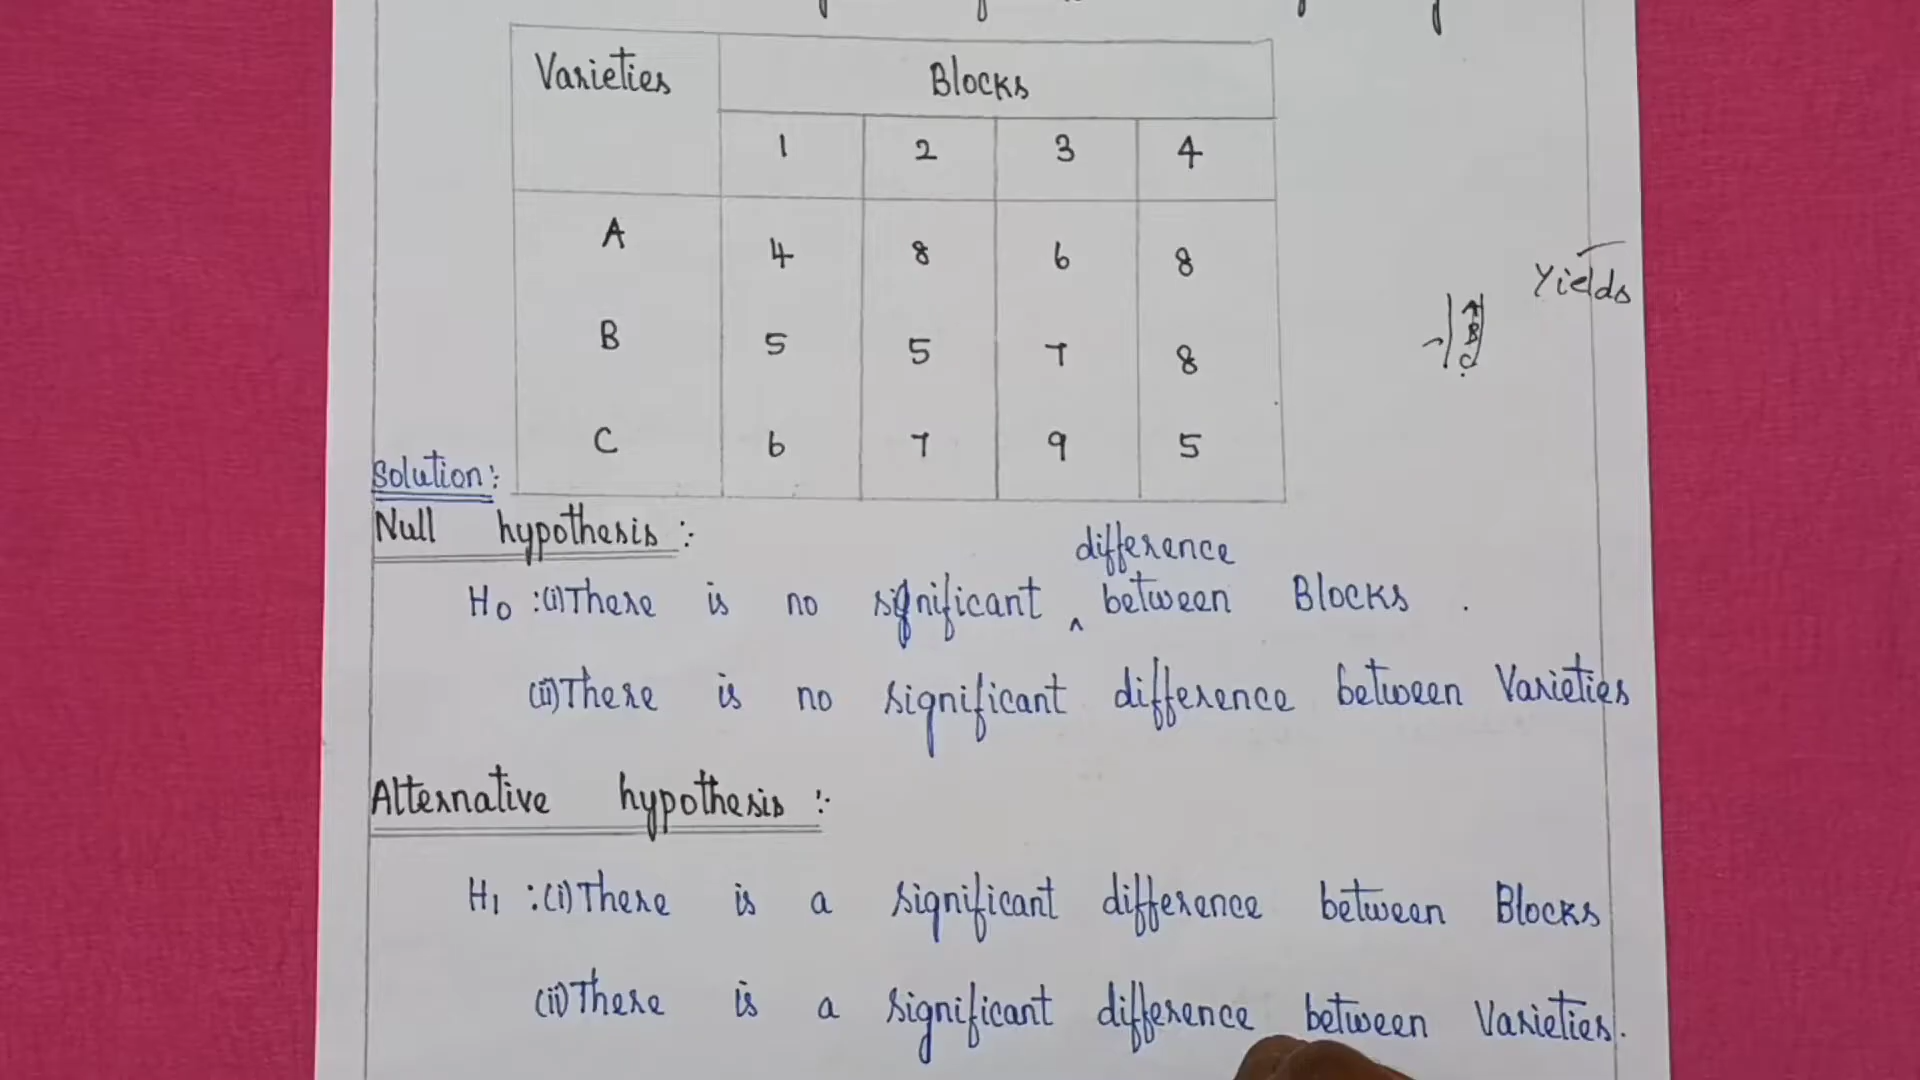 Varieties Blocks
1 2 3 4
A 4 8 6 8
B 5 5 7 8
C 6 7 9 5
Yields
A
B
C
Solution:
Null hypothesis:
difference
H0 :(i)There is no significant ^ between Blocks .
(ii)There is no significant difference between Varieties
Alternative hypothesis:
H1 :(i)There is a significant difference between Blocks
(ii)There is a significant difference between Varieties.